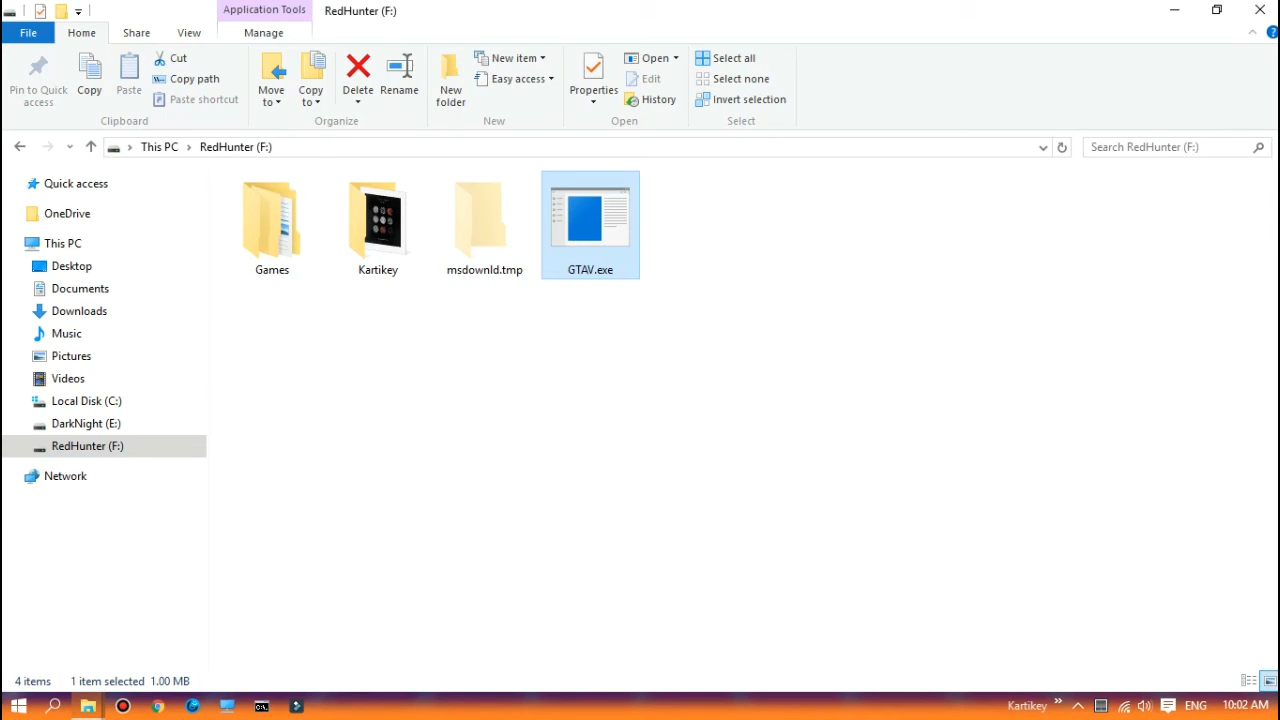 Application Tools
RedHunter (F:)
File
Home
Share
View
Manage
Pin to Quick
access
Copy
Paste
Cut
Copy path
Paste shortcut
Clipboard
Move
to
Copy
to
Delete
Rename
Organize
New
folder
New item
Easy access
New
Properties
Open
Edit
History
Open
Select all
Select none
Invert selection
Select
This PC
RedHunter (F:)
Search RedHunter (F:)
Quick access
OneDrive
This PC
Desktop
Documents
Downloads
Music
Pictures
Videos
Local Disk (C:)
DarkNight (E:)
RedHunter (F:)
Network
Games
Kartikey
msdownld.tmp
GTAV.exe
4 items
1 item selected 1.00 MB
Kartikey
ENG
10:02 AM